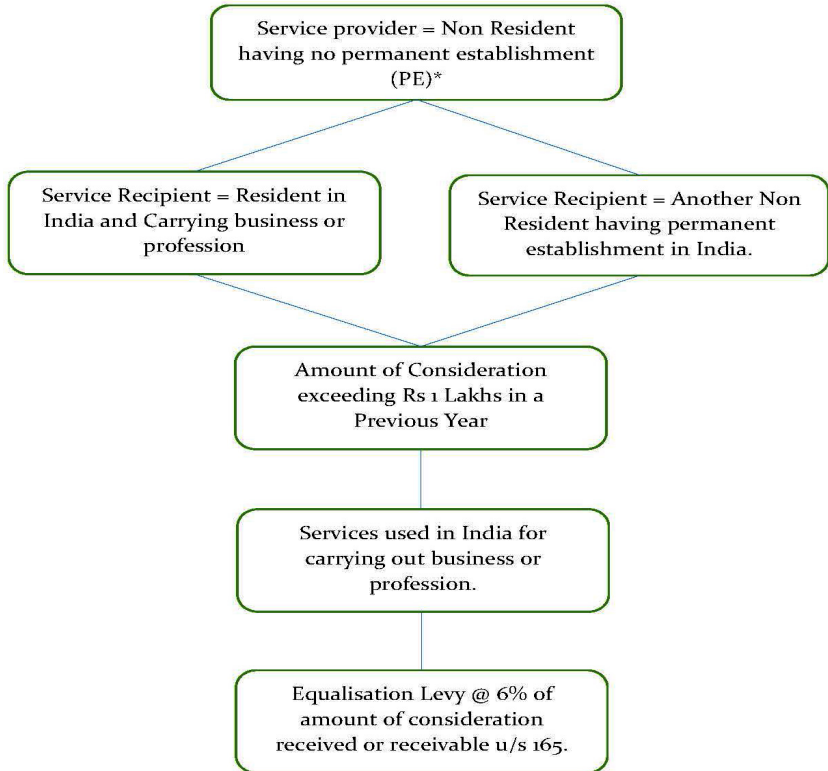 Service provider = Non Resident
having no permanent establishment
(PE)*
Service Recipient = Resident in
India and Carrying business or
profession
Service Recipient = Another Non
Resident having permanent
establishment in India.
Amount of Consideration
exceeding Rs 1 Lakhs in a
Previous Year
Services used in India for
carrying out business or
profession.
Equalisation Levy @ 6% of
amount of consideration
received or receivable u/s 165.